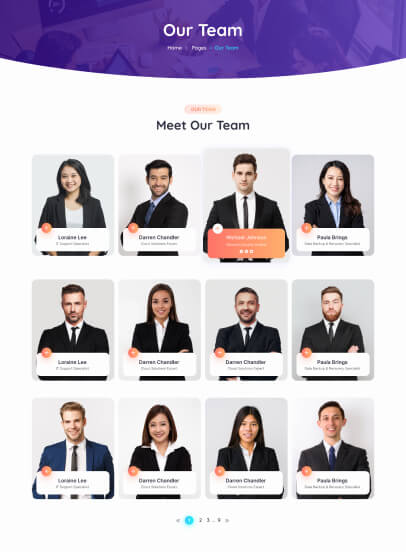 Our Team
Home Pages Our Team
OUR TEAM
Meet Our Team
Loraine Lee
IT Support Specialist
Darren Chandler
Cloud Solutions Expert
Michael Johnson
Paula Brings
Data Backup & Recovery Specialist
Loraine Lee
IT Support Specialist
Darren Chandler
Cloud Solutions Expert
Darren Chandler
Cloud Solutions Expert
Paula Brings
Data Backup & Recovery Specialist
Loraine Lee
IT Support Specialist
Darren Chandler
Cloud Solutions Expert
Darren Chandler
Cloud Solutions Expert
Paula Brings
Data Backup & Recovery Specialist
« 1 2 3 .. 9 »